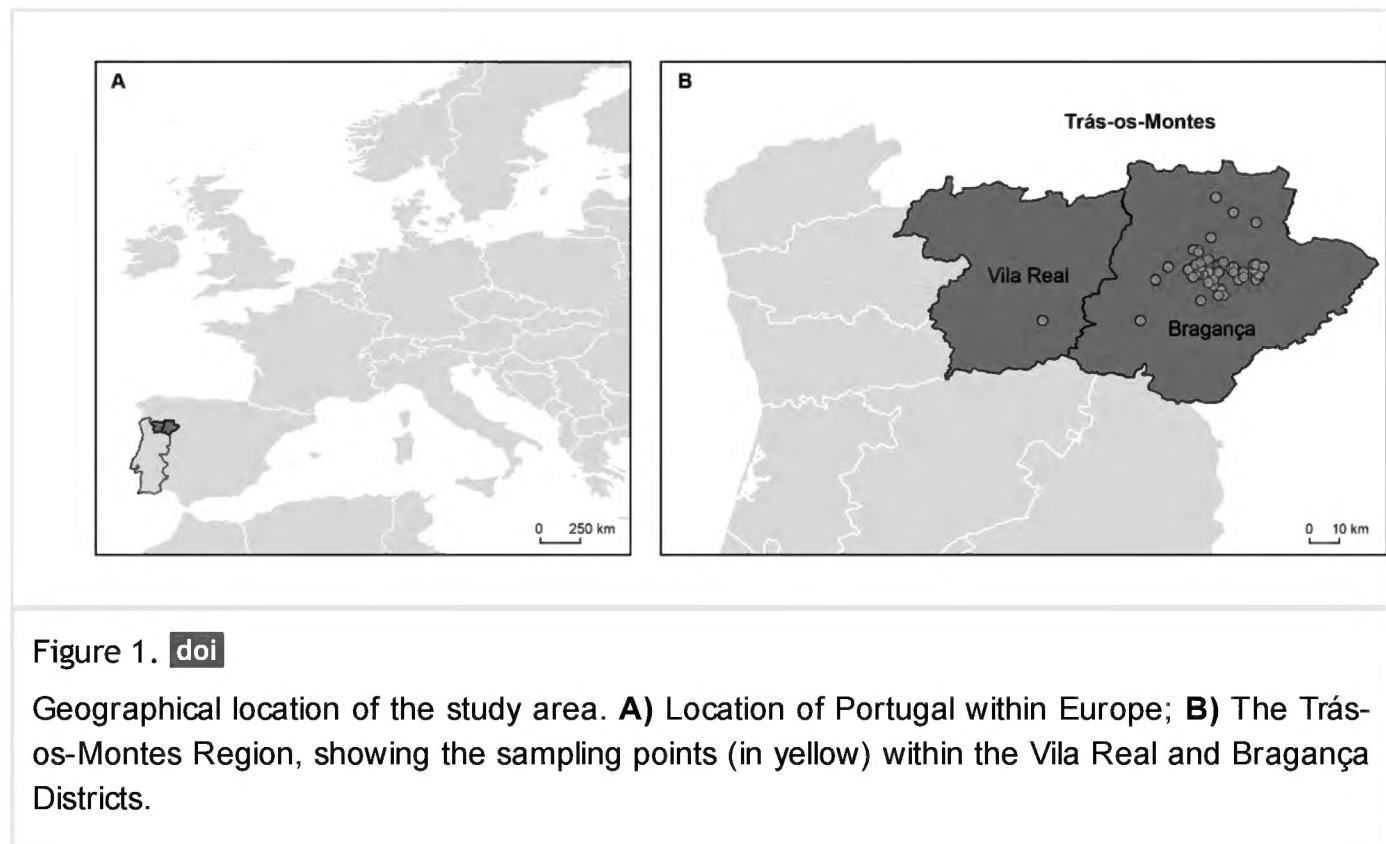 A
0 250 km
B
Trás-os-Montes
Vila Real
Bragança
0 10 km
Figure 1. doi
Geographical location of the study area. A) Location of Portugal within Europe; B) The Trás-
os-Montes Region, showing the sampling points (in yellow) within the Vila Real and Bragança
Districts.